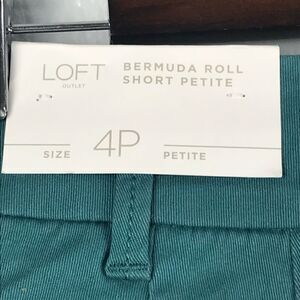 LOFT
OUTLET
BERMUDA ROLL
SHORT PETITE
SIZE 4P PETITE